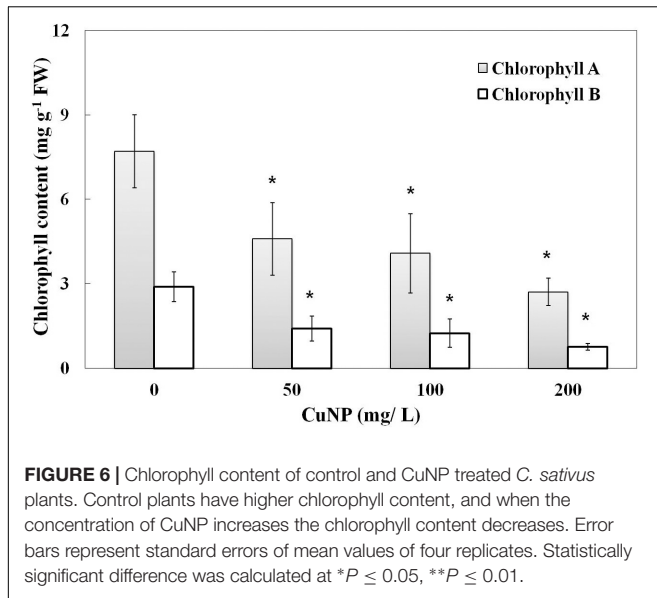 12
Chlorophyll A
Chlorophyll B
9
6
3
0
Chlorophyll content (mg g-1 FW)
*
*
*
*
*
*
0
50
100
200
CuNP (mg/ L)
FIGURE 6 | Chlorophyll content of control and CuNP treated C. sativus
plants. Control plants have higher chlorophyll content, and when the
concentration of CuNP increases the chlorophyll content decreases. Error
bars represent standard errors of mean values of four replicates. Statistically
significant difference was calculated at *P ≤ 0.05, **P ≤ 0.01.